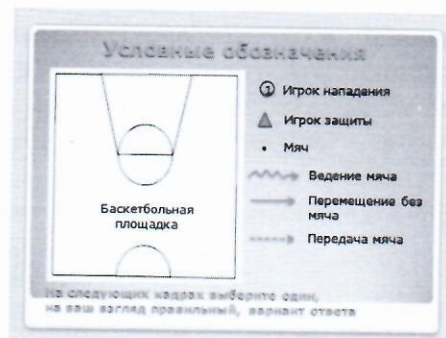 Условные обозначения
① Игрок нападения
Игрок защиты
Мяч
Ведение мяча
Перемещение без
мяча
Передача мяча
Баскетбольная
площадка
На следующих кадрах выберите один,
на ваш взгляд правильный, вариант ответа